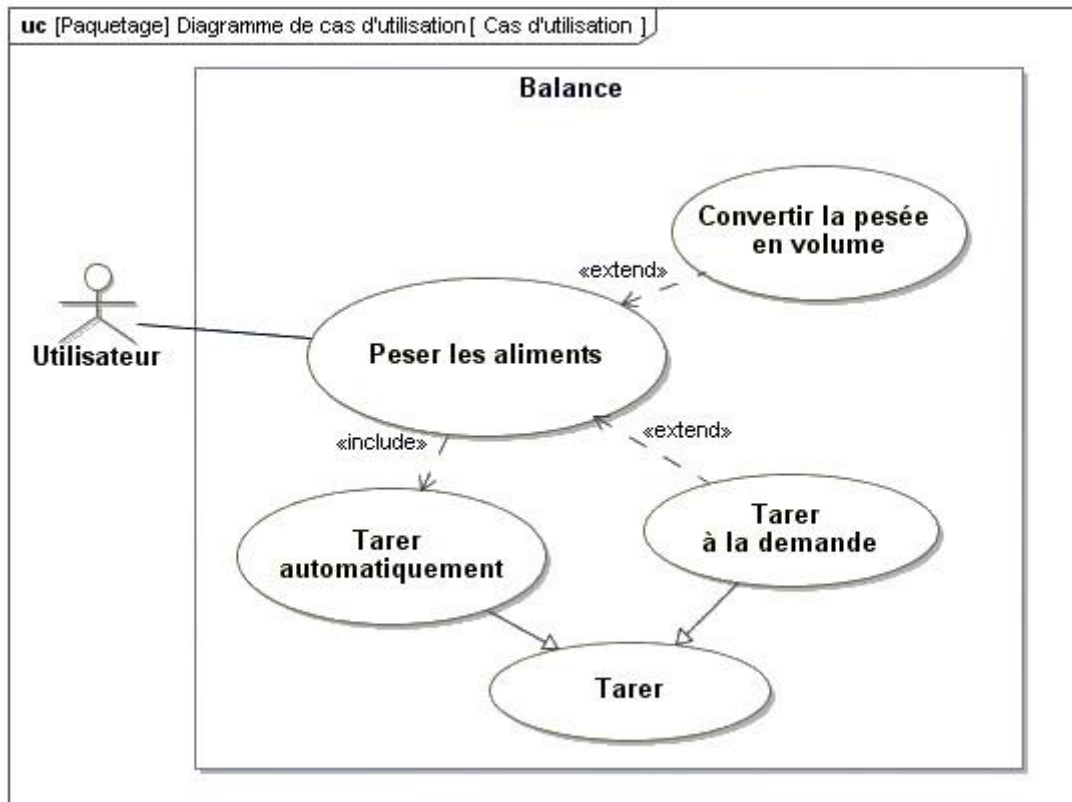 uc [Paquetage] Diagramme de cas d'utilisation [ Cas d'utilisation ]
Balance
Convertir la pesée
en volume
«extend»
Utilisateur
Peser les aliments
«include»
«extend»
Tarer
automatiquement
Tarer
à la demande
Tarer